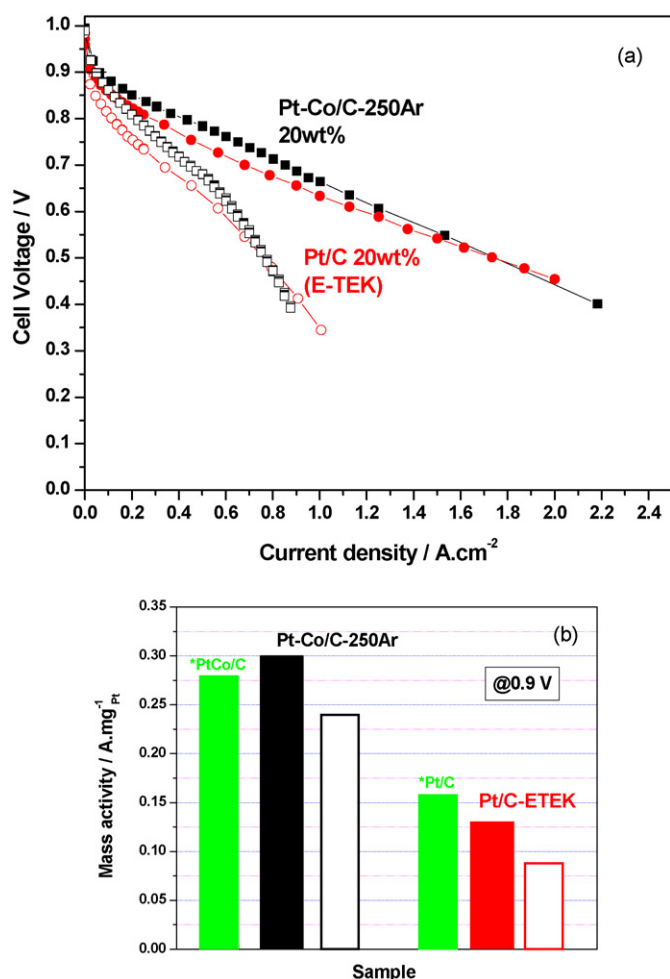 (a)
1.0
0.9
0.8
0.7
0.6
0.5
0.4
0.3
0.2
0.1
0.0
Cell Voltage / V
Pt-Co/C-250Ar
20wt%
Pt/C 20wt%
(E-TEK)
0.0 0.2 0.4 0.6 0.8 1.0 1.2 1.4 1.6 1.8 2.0 2.2 2.4
Current density / A.cm⁻²
(b)
0.35
0.30
0.25
0.20
0.15
0.10
0.05
0.00
Mass activity / A.mg⁻¹Pt
Pt-Co/C-250Ar
*PtCo/C
@0.9 V
*Pt/C
Pt/C-ETEK
Sample